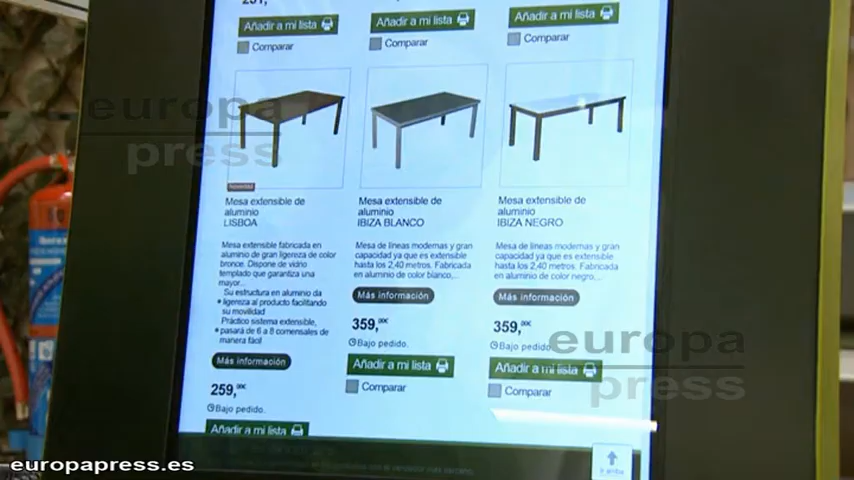 Añadir a mi lista
Añadir a mi lista
Añadir a mi lista
Comparar
Comparar
Comparar
europa
press
Mesa extensible de
aluminio
LISBOA
Mesa extensible fabricada en
aluminio de gran ligereza de color
bronce. Dispone de vidrio
templado que garantiza una
mayor...
Su estructura en aluminio da
ligereza al producto facilitando
su movilidad
Práctico sistema extensible,
pasará de 6 a 8 comensales de
manera fácil
Más información
259,00€
Bajo pedido.
Añadir a mi lista
Mesa extensible de
aluminio
IBIZA BLANCO
Mesa de líneas modernas y gran
capacidad ya que es extensible
hasta los 2,40 metros. Fabricada
en aluminio de color blanco,...
Más información
359,00€
Bajo pedido.
Añadir a mi lista
Comparar
Mesa extensible de
aluminio
IBIZA NEGRO
Mesa de líneas modernas y gran
capacidad ya que es extensible
hasta los 2,40 metros. Fabricada
en aluminio de color negro,...
Más información
359,00€
Bajo pedido.
Añadir a mi lista
Comparar
europa
press
Ir arriba
europapress.es